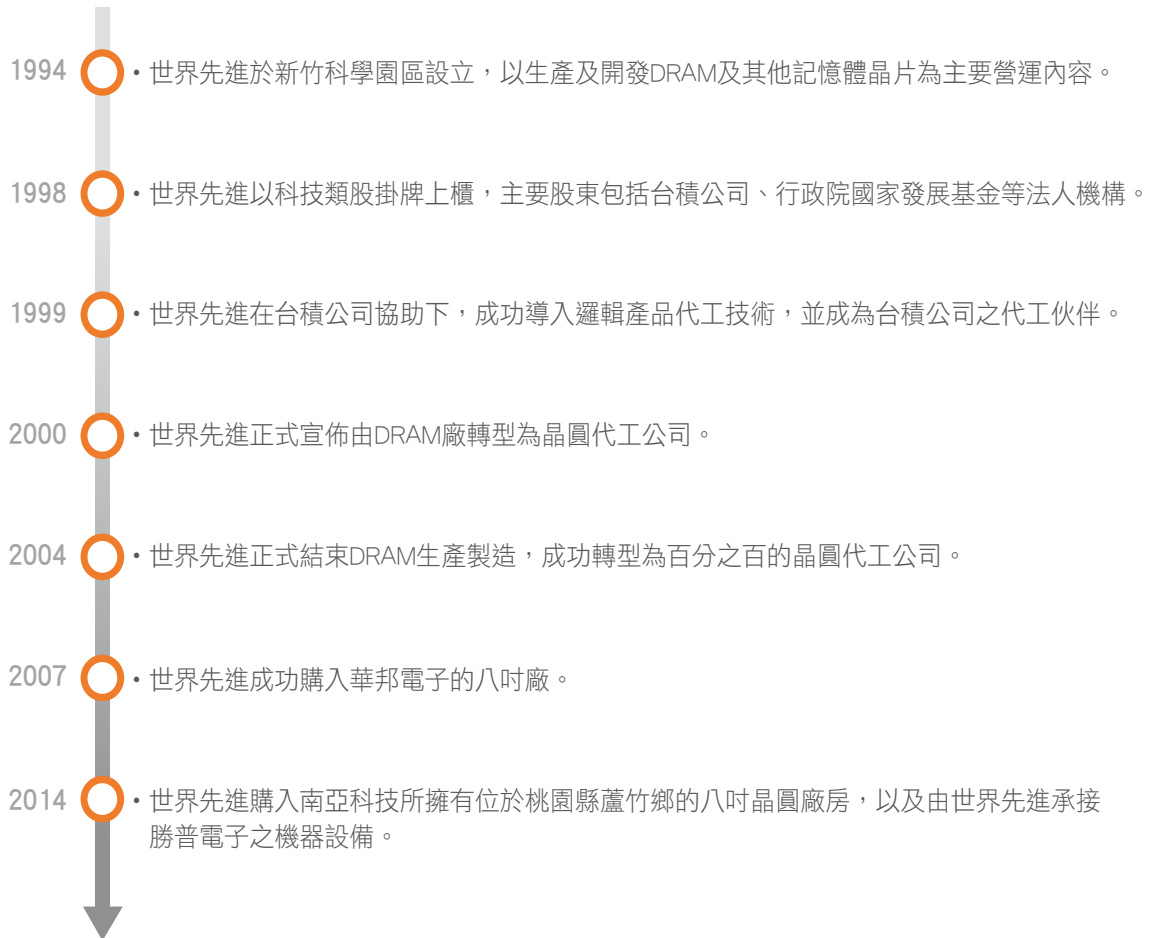 1994 •世界先進於新竹科學園區設立，以生產及開發DRAM及其他記憶體晶片為主要營運內容。
1998 •世界先進以科技類股掛牌上櫃，主要股東包括台積公司、行政院國家發展基金等法人機構。
1999 •世界先進在台積公司協助下，成功導入邏輯產品代工技術，並成為台積公司之代工伙伴。
2000 •世界先進正式宣佈由DRAM廠轉型為晶圓代工公司。
2004 •世界先進正式結束DRAM生產製造，成功轉型為百分之百的晶圓代工公司。
2007 •世界先進成功購入華邦電子的八吋廠。
2014 •世界先進購入南亞科技所擁有位於桃園縣蘆竹鄉的八吋晶圓廠房，以及由世界先進承接
勝普電子之機器設備。